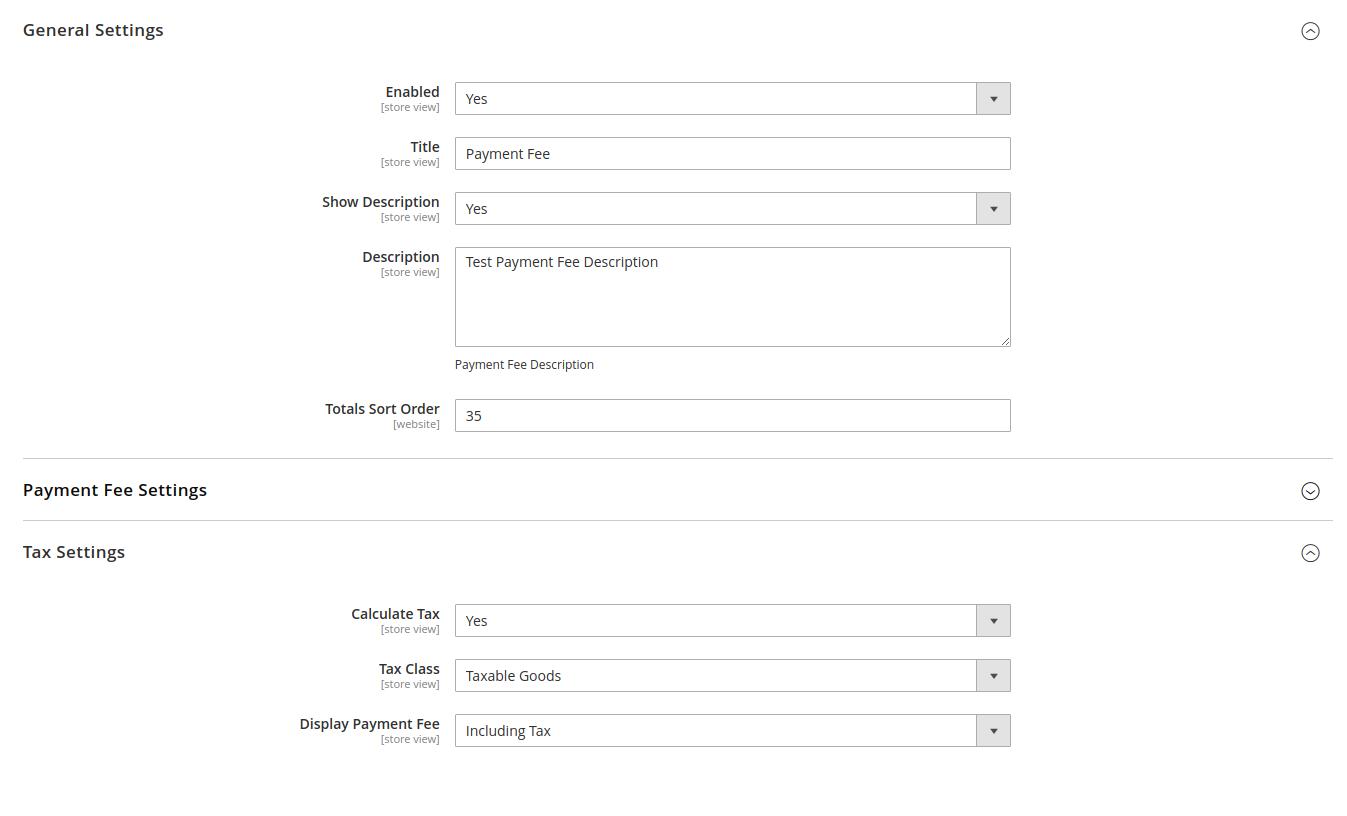 General Settings
Enabled
[store view]
Yes
Title
[store view]
Payment Fee
Show Description
[store view]
Yes
Description
[store view]
Test Payment Fee Description
Payment Fee Description
Totals Sort Order
[website]
35
Payment Fee Settings
Tax Settings
Calculate Tax
[store view]
Yes
Tax Class
[store view]
Taxable Goods
Display Payment Fee
[store view]
Including Tax